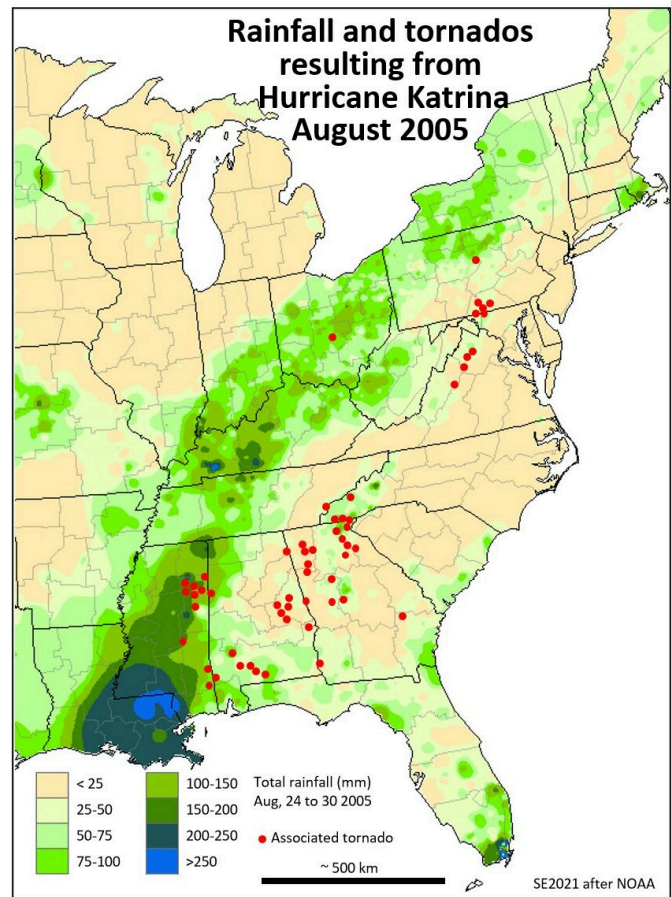 Rainfall and tornados
resulting from
Hurricane Katrina
August 2005
< 25
25-50
50-75
75-100
100-150
150-200
200-250
>250
Total rainfall (mm)
Aug, 24 to 30 2005
Associated tornado
~ 500 km
SE2021 after NOAA